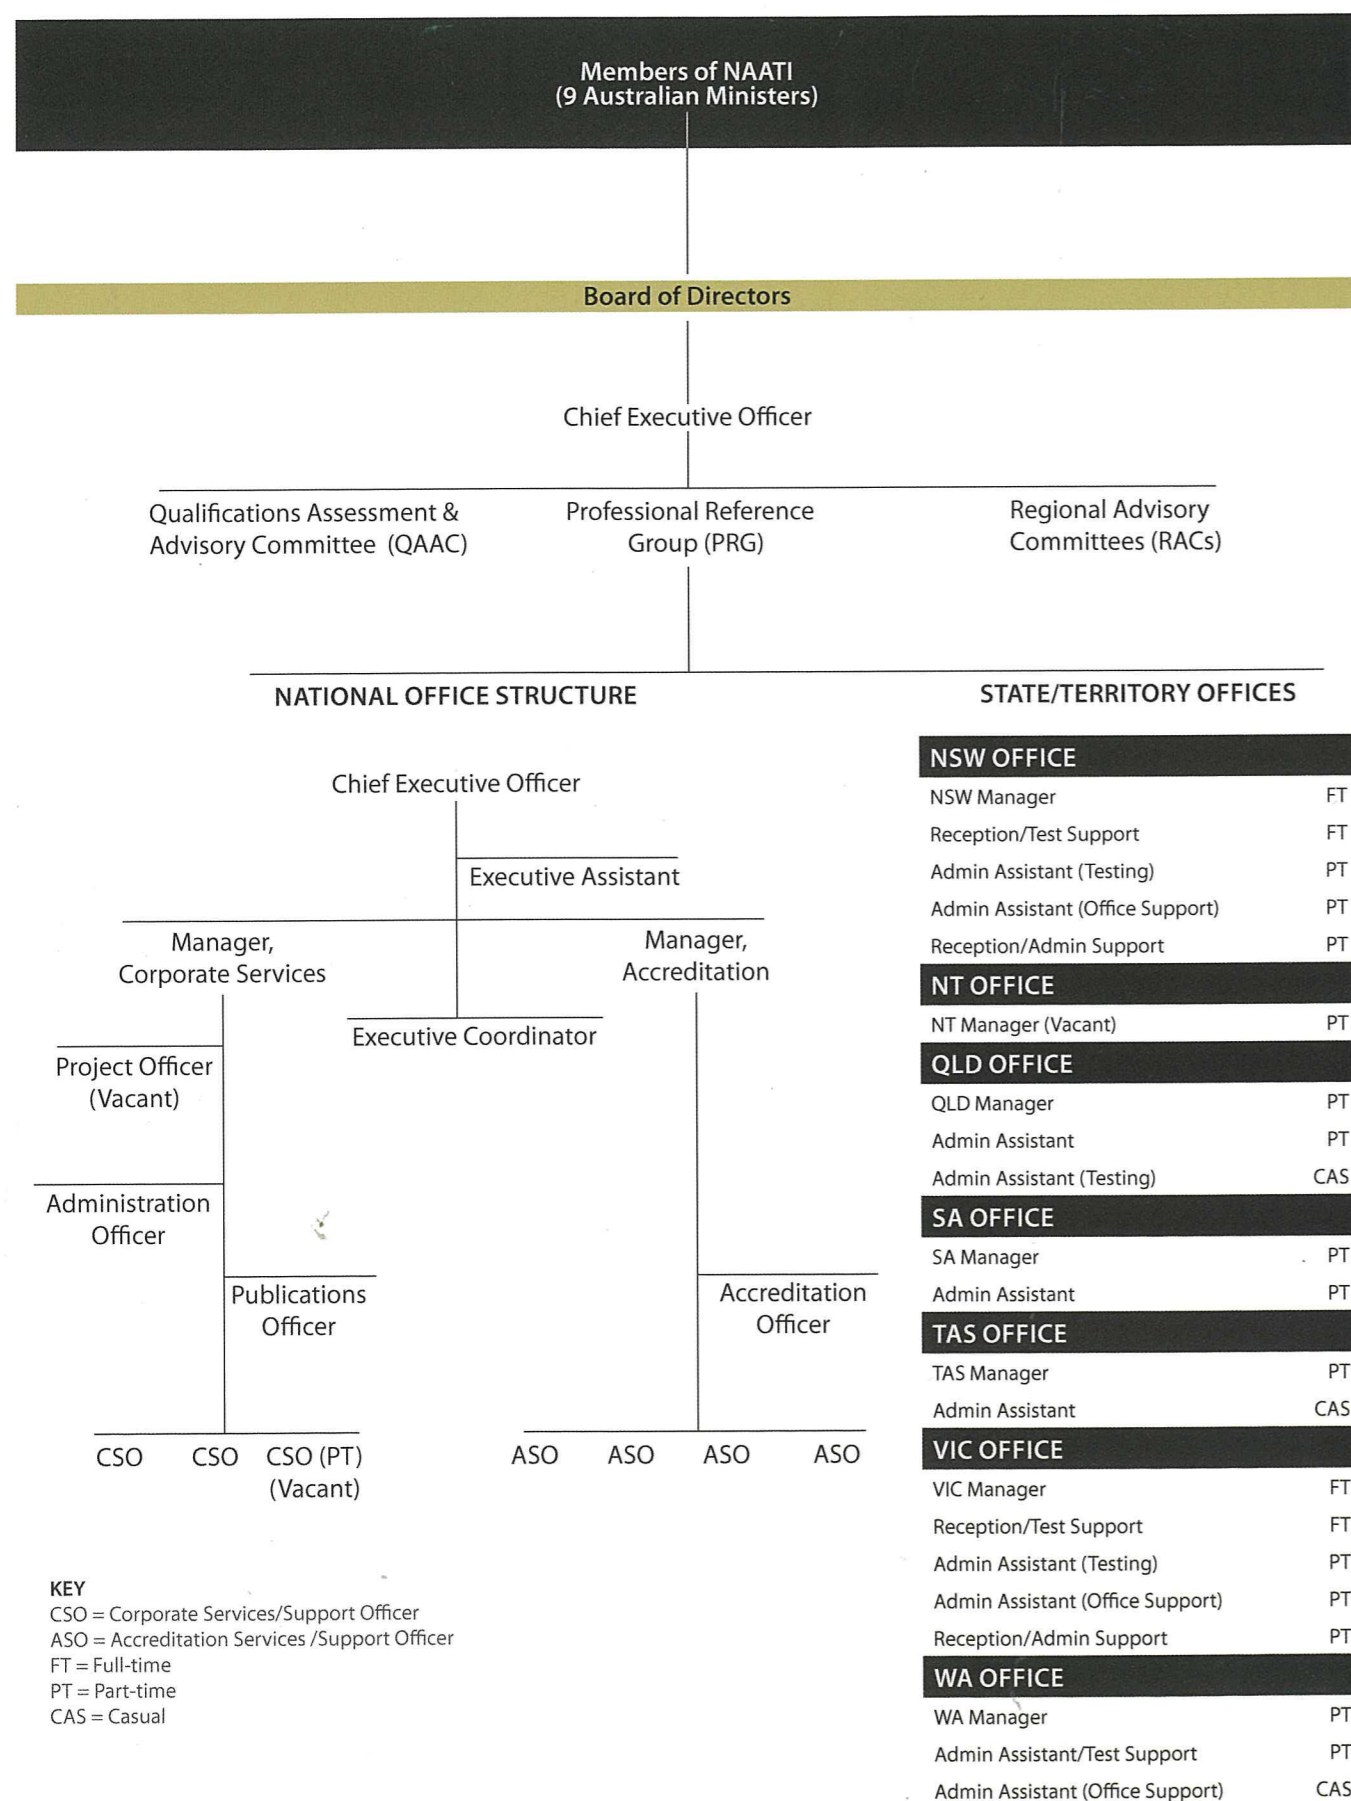 Members of NAATI
(9 Australian Ministers)
Board of Directors
Chief Executive Officer
Qualifications Assessment &
Advisory Committee (QAAC)
Professional Reference
Group (PRG)
Regional Advisory
Committees (RACs)
NATIONAL OFFICE STRUCTURE
Chief Executive Officer
Executive Assistant
Manager,
Corporate Services
Manager,
Accreditation
Executive Coordinator
Project Officer
(Vacant)
Administration
Officer
Publications
Officer
Accreditation
Officer
CSO CSO CSO (PT)
(Vacant)
ASO ASO ASO ASO
KEY
CSO = Corporate Services/Support Officer
ASO = Accreditation Services /Support Officer
FT = Full-time
PT = Part-time
CAS = Casual
STATE/TERRITORY OFFICES
NSW OFFICE
NSW Manager FT
Reception/Test Support FT
Admin Assistant (Testing) PT
Admin Assistant (Office Support) PT
Reception/Admin Support PT
NT OFFICE
NT Manager (Vacant) PT
QLD OFFICE
QLD Manager PT
Admin Assistant PT
Admin Assistant (Testing) CAS
SA OFFICE
SA Manager PT
Admin Assistant PT
TAS OFFICE
TAS Manager PT
Admin Assistant CAS
VIC OFFICE
VIC Manager FT
Reception/Test Support FT
Admin Assistant (Testing) PT
Admin Assistant (Office Support) PT
Reception/Admin Support PT
WA OFFICE
WA Manager PT
Admin Assistant/Test Support PT
Admin Assistant (Office Support) CAS